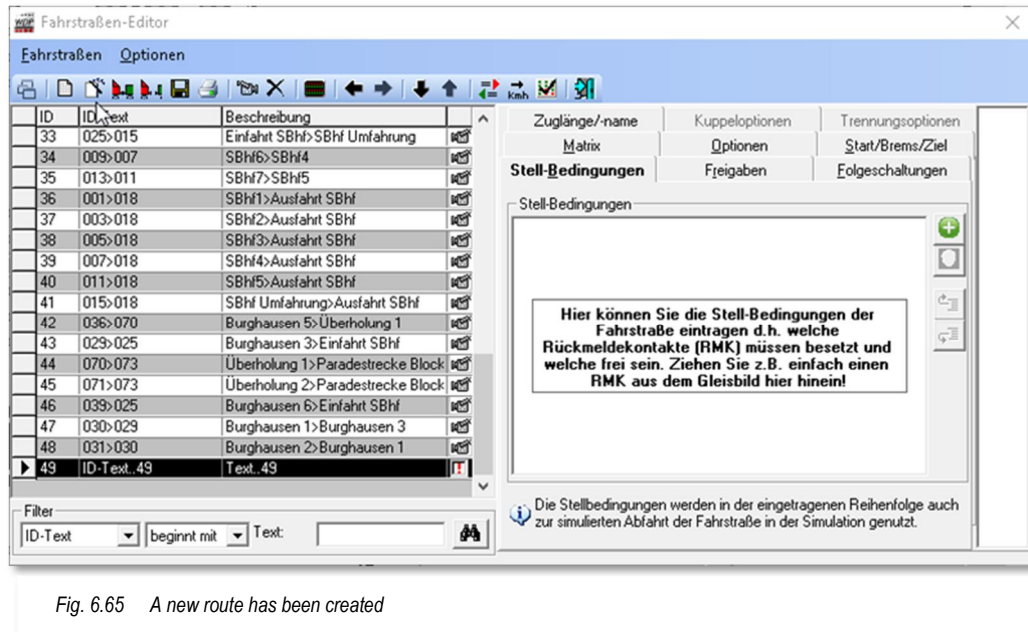 WDP Fahrstraßen-Editor
Fahrstraßen Optionen
Kmh
ID ID-Text Beschreibung
33 025>015 Einfahrt SBhf>SBhf Umfahrung
34 009>007 SBhf6>SBhf4
35 013>011 SBhf7>SBhf5
36 001>018 SBhf1>Ausfahrt SBhf
37 003>018 SBhf2>Ausfahrt SBhf
38 005>018 SBhf3>Ausfahrt SBhf
39 007>018 SBhf4>Ausfahrt SBhf
40 011>018 SBhf5>Ausfahrt SBhf
41 015>018 SBhf Umfahrung>Ausfahrt SBhf
42 036>070 Burghausen 5>Überholung 1
43 029>025 Burghausen 3>Einfahrt SBhf
44 070>073 Überholung 1>Paradestrecke Block
45 071>073 Überholung 2>Paradestrecke Block
46 039>025 Burghausen 6>Einfahrt SBhf
47 030>029 Burghausen 1>Burghausen 3
48 031>030 Burghausen 2>Burghausen 1
49 ID-Text..49 Text..49
Filter
ID-Text beginnt mit Text:
Zuglänge/-name Kuppeloptionen Trennungsoptionen
Matrix Optionen Start/Brems/Ziel
Stell-Bedingungen Freigaben Folgeschaltungen
Stell-Bedingungen
Hier können Sie die Stell-Bedingungen der
Fahrstraße eintragen d.h. welche
Rückmeldekontakte (RMK) müssen besetzt und
welche frei sein. Ziehen Sie z.B. einfach einen
RMK aus dem Gleisbild hier hinein!
Die Stellbedingungen werden in der eingetragenen Reihenfolge auch
zur simulierten Abfahrt der Fahrstraße in der Simulation genutzt.
Fig. 6.65 A new route has been created